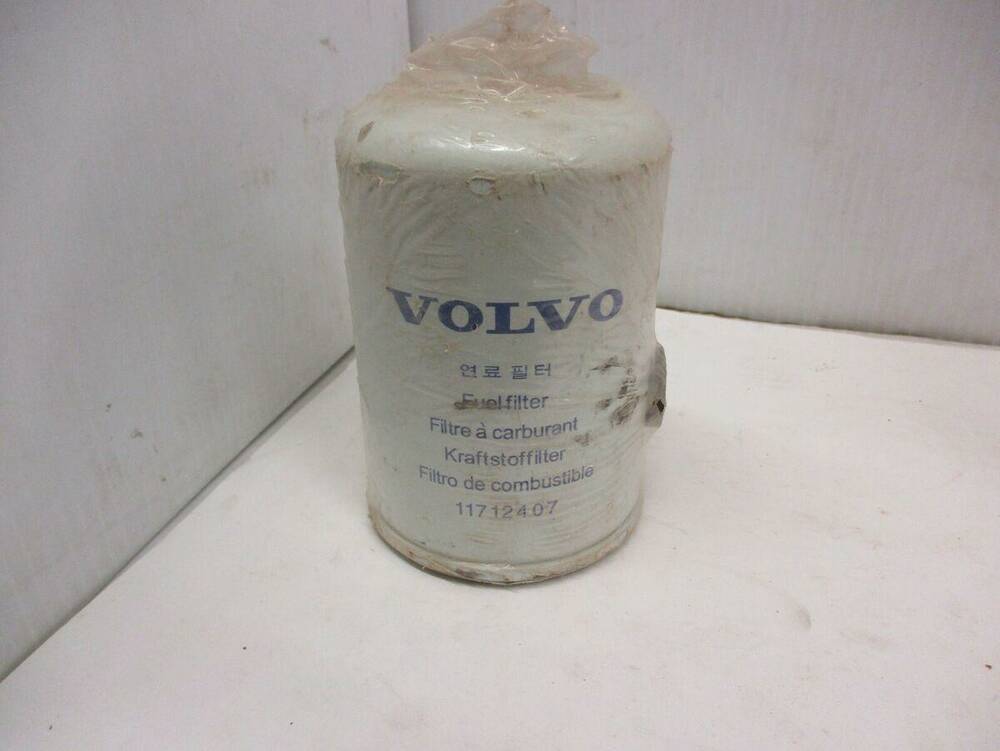 VOLVO
연료 필터
Fuel filter
Filtre à carburant
Kraftstoffilter
Filtro de combustible
11712407